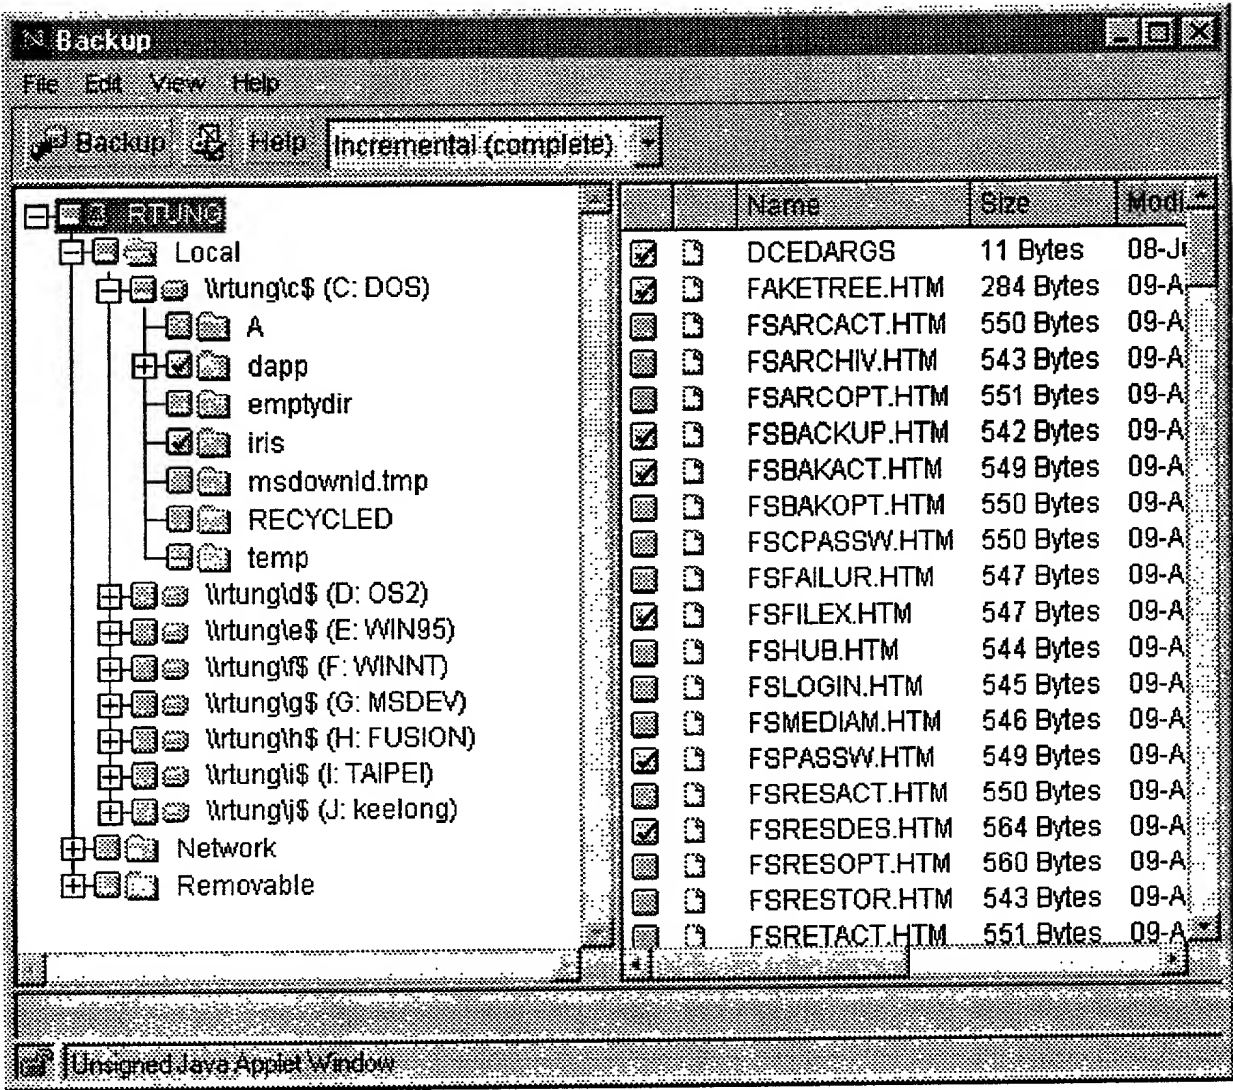 Backup
File Edit View Help
Backup Help Incremental (complete)
RTUNG
Local
\\rtung\c$ (C: DOS)
A
dapp
emptydir
iris
msdownld.tmp
RECYCLED
temp
\\rtung\d$ (D: OS2)
\\rtung\e$ (E: WIN95)
\\rtung\f$ (F: WINNT)
\\rtung\g$ (G: MSDEV)
\\rtung\h$ (H: FUSION)
\\rtung\i$ (I: TAIPEI)
\\rtung\j$ (J: keelong)
Network
Removable
Name Size Modi
DCEDARGS 11 Bytes 08-Ju
FAKETREE.HTM 284 Bytes 09-A
FSARCACT.HTM 550 Bytes 09-A
FSARCHIV.HTM 543 Bytes 09-A
FSARCOPT.HTM 551 Bytes 09-A
FSBACKUP.HTM 542 Bytes 09-A
FSBAKACT.HTM 549 Bytes 09-A
FSBAKOPT.HTM 550 Bytes 09-A
FSCPASSW.HTM 550 Bytes 09-A
FSFAILUR.HTM 547 Bytes 09-A
FSFILEX.HTM 547 Bytes 09-A
FSHUB.HTM 544 Bytes 09-A
FSLOGIN.HTM 545 Bytes 09-A
FSMEDIAM.HTM 546 Bytes 09-A
FSPASSW.HTM 549 Bytes 09-A
FSRESACT.HTM 550 Bytes 09-A
FSRESDES.HTM 564 Bytes 09-A
FSRESOPT.HTM 560 Bytes 09-A
FSRESTOR.HTM 543 Bytes 09-A
FSRETACT.HTM 551 Bytes 09-A
Unsigned Java Applet Window